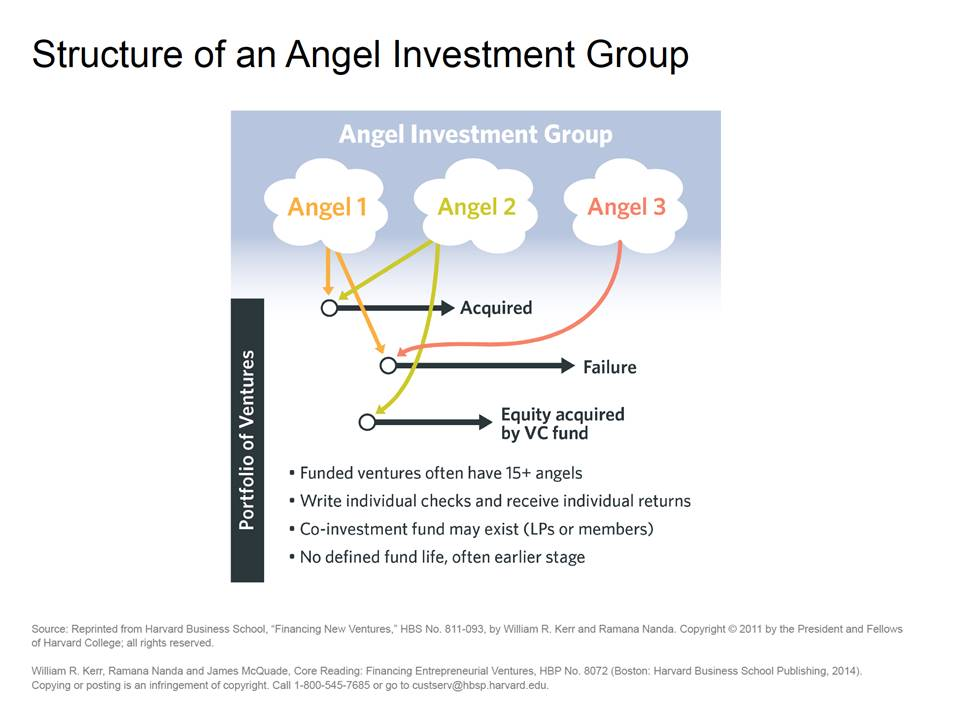 Structure of an Angel Investment Group
Angel Investment Group
Angel 1
Angel 2
Angel 3
Acquired
Failure
Equity acquired
by VC fund
Portfolio of Ventures
• Funded ventures often have 15+ angels
• Write individual checks and receive individual returns
• Co-investment fund may exist (LPs or members)
• No defined fund life, often earlier stage
Source: Reprinted from Harvard Business School, “Financing New Ventures,” HBS No. 811-093, by William R. Kerr and Ramana Nanda. Copyright © 2011 by the President and Fellows
of Harvard College; all rights reserved.
William R. Kerr, Ramana Nanda and James McQuade, Core Reading: Financing Entrepreneurial Ventures, HBP No. 8072 (Boston: Harvard Business School Publishing, 2014).
Copying or posting is an infringement of copyright. Call 1-800-545-7685 or go to custserv@hbsp.harvard.edu.